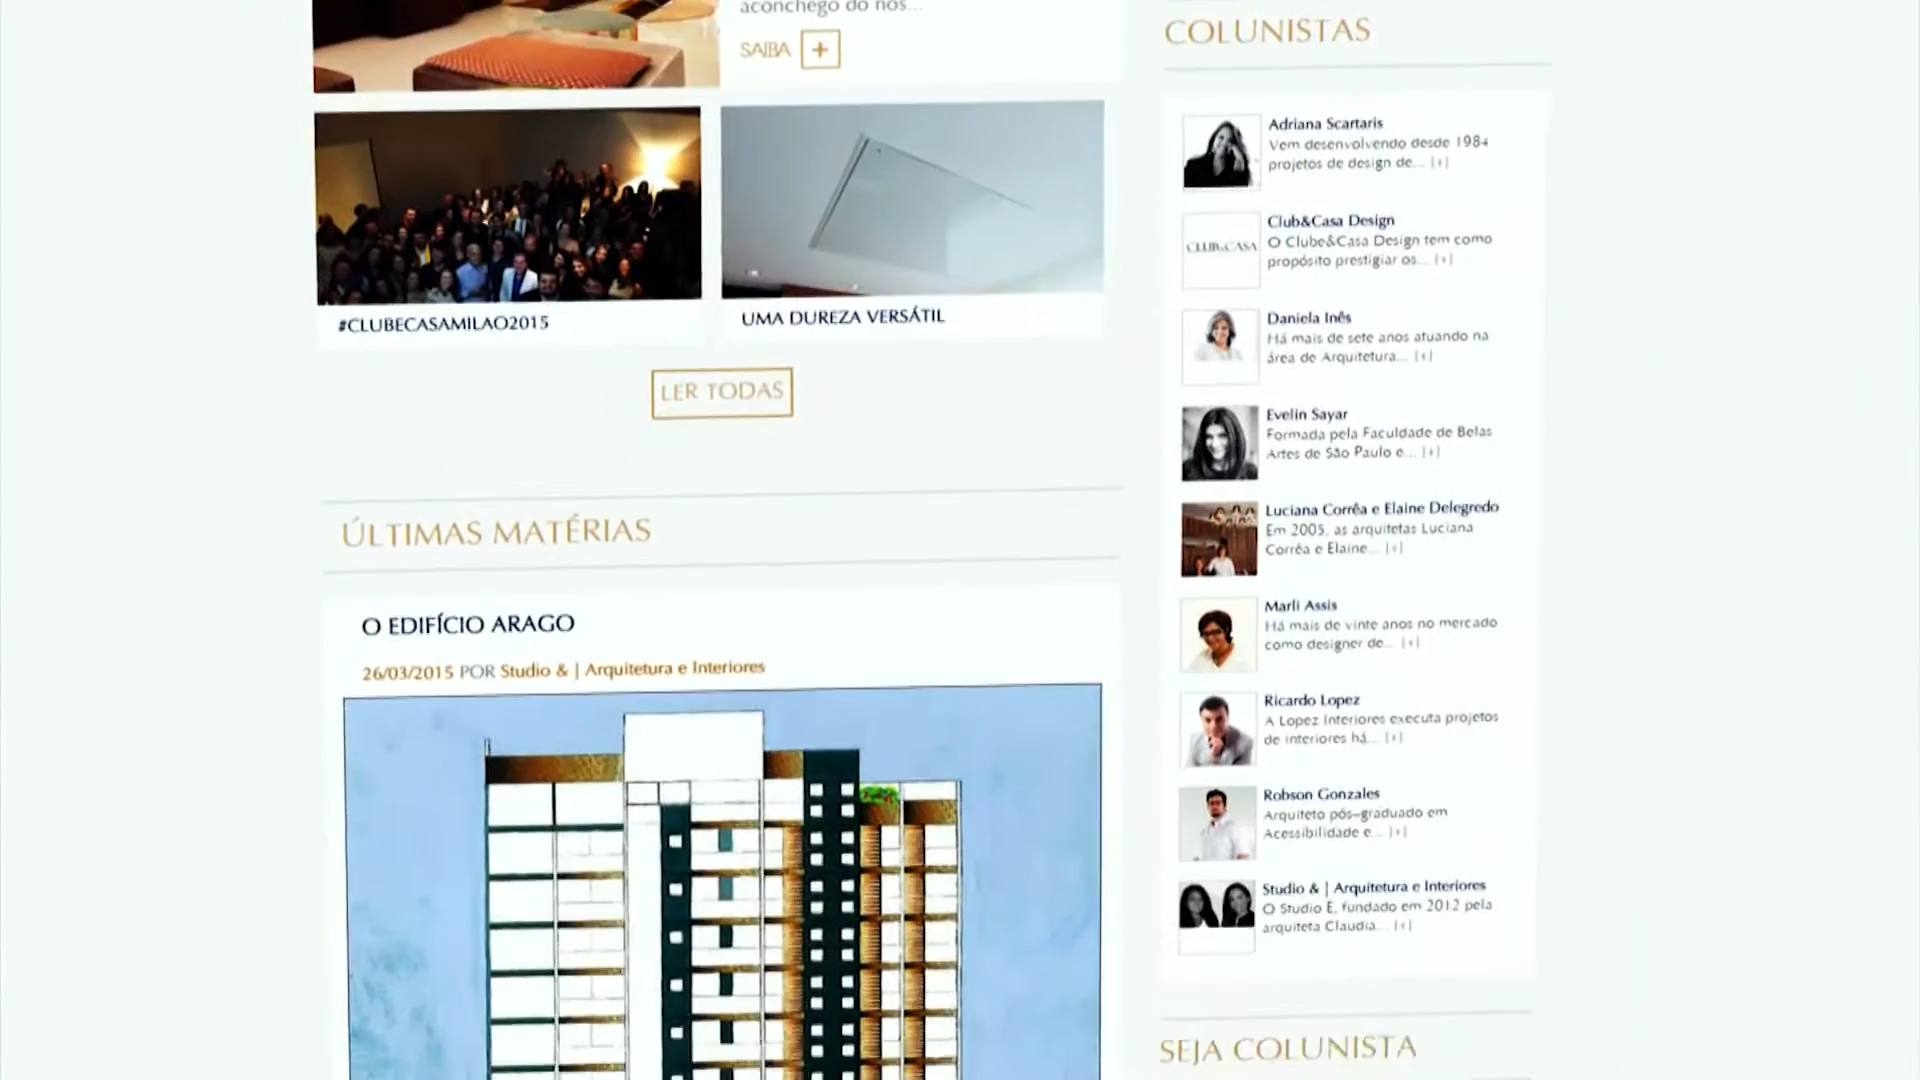 aconchego do nos...
SAIBA +
#CLUBECASAMILAO2015
UMA DUREZA VERSÁTIL
LER TODAS
ÚLTIMAS MATÉRIAS
O EDIFÍCIO ARAGO
26/03/2015 POR Studio & | Arquitetura e Interiores
COLUNISTAS
Adriana Scartaris
Vem desenvolvendo desde 1984
projetos de design de... [+]
CLUB&CASA
Club&Casa Design
O Clube&Casa Design tem como
propósito prestigiar os... [+]
Daniela Inês
Há mais de sete anos atuando na
área de Arquitetura... [+]
Evelin Sayar
Formada pela Faculdade de Belas
Artes de São Paulo e... [+]
Luciana Corrêa e Elaine Delegredo
Em 2005, as arquitetas Luciana
Corrêa e Elaine... [+]
Marli Assis
Há mais de vinte anos no mercado
como designer de... [+]
Ricardo Lopez
A Lopez Interiores executa projetos
de interiores há... [+]
Robson Gonzales
Arquiteto pós-graduado em
Acessibilidade e... [+]
Studio & | Arquitetura e Interiores
O Studio E, fundado em 2012 pela
arquiteta Claudia... [+]
SEJA COLUNISTA